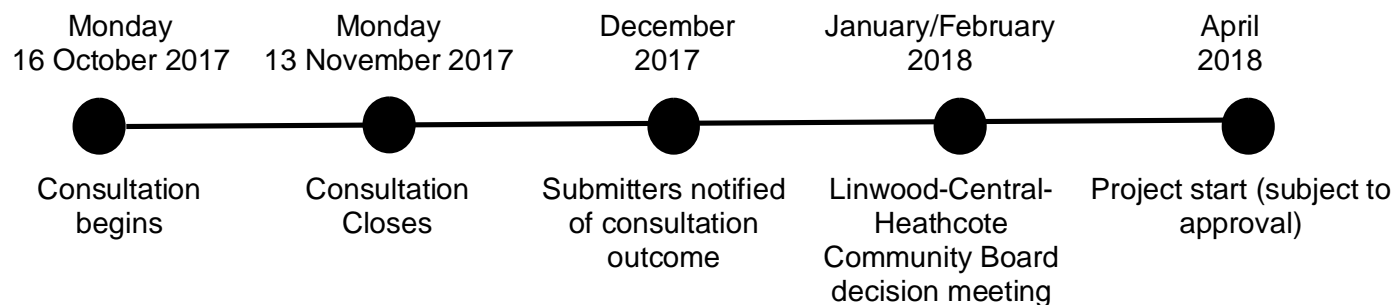 Monday
16 October 2017
Monday
13 November 2017
December
2017
January/February
2018
April
2018
Consultation
begins
Consultation
Closes
Submitters notified
of consultation
outcome
Linwood-Central-
Heathcote
Community Board
decision meeting
Project start (subject to
approval)